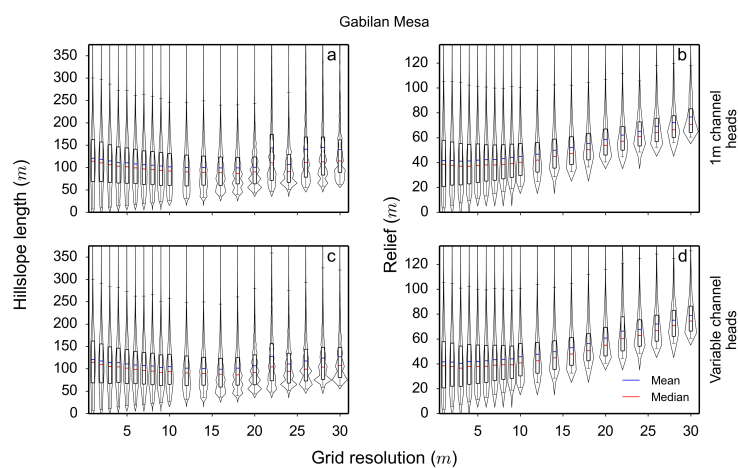 Gabilan Mesa
Hillslope length (m)
350
300
250
200
150
100
50
0
a
Relief (m)
120
100
80
60
40
20
0
b
1m channel
heads
350
300
250
200
150
100
50
0
c
5 10 15 20 25 30
120
100
80
60
40
20
0
d
Mean
Median
5 10 15 20 25 30
Variable channel
heads
Grid resolution (m)